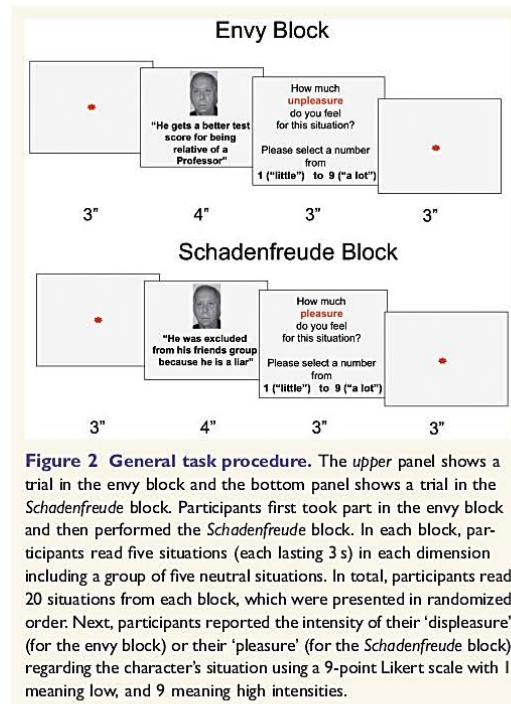 Envy Block
"He gets a better test
score for being
relative of a
Professor"
How much
unpleasure
do you feel
for this situation?
Please select a number
from
1 ("little") to 9 ("a lot")
3"
4"
3"
3"
Schadenfreude Block
"He was excluded
from his friends group
because he is a liar"
How much
pleasure
do you feel
for this situation?
Please select a number
from
1 ("little") to 9 ("a lot")
3"
4"
3"
3"
Figure 2 General task procedure. The upper panel shows a
trial in the envy block and the bottom panel shows a trial in the
Schadenfreude block. Participants first took part in the envy block
and then performed the Schadenfreude block. In each block, par-
ticipants read five situations (each lasting 3 s) in each dimension
including a group of five neutral situations. In total, participants read
20 situations from each block, which were presented in randomized
order. Next, participants reported the intensity of their 'displeasure'
(for the envy block) or their 'pleasure' (for the Schadenfreude block)
regarding the character's situation using a 9-point Likert scale with 1
meaning low, and 9 meaning high intensities.